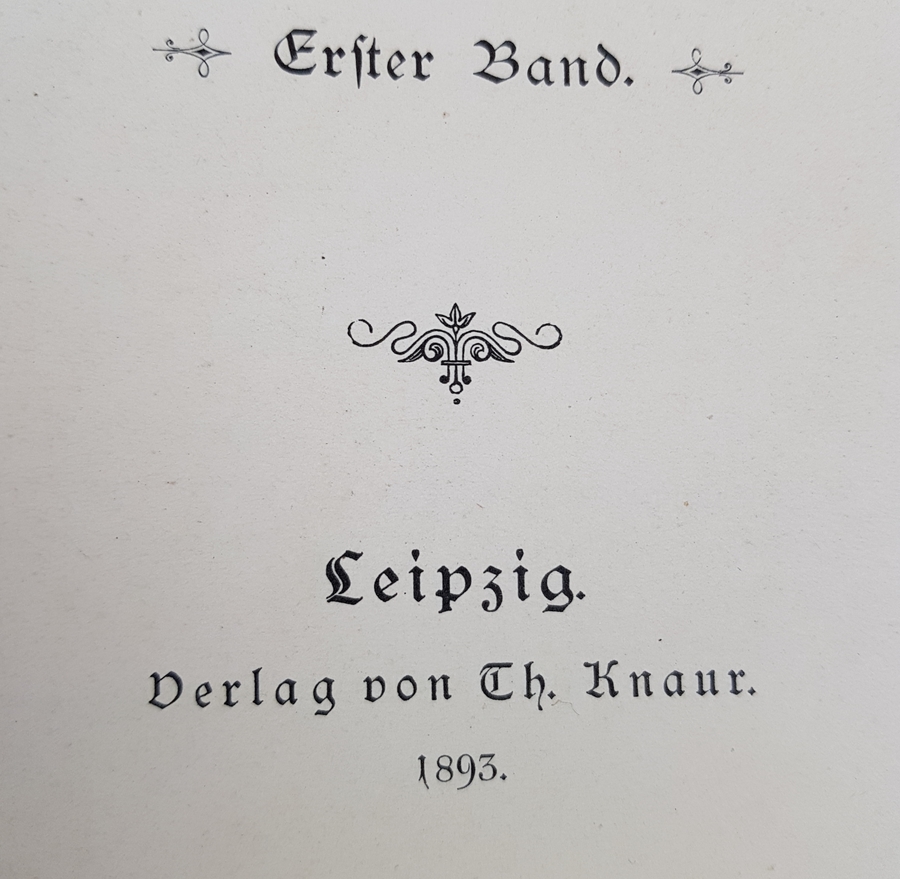 Erſter Band.
Leipzig.
Verlag von Th. Knaur.
1893.